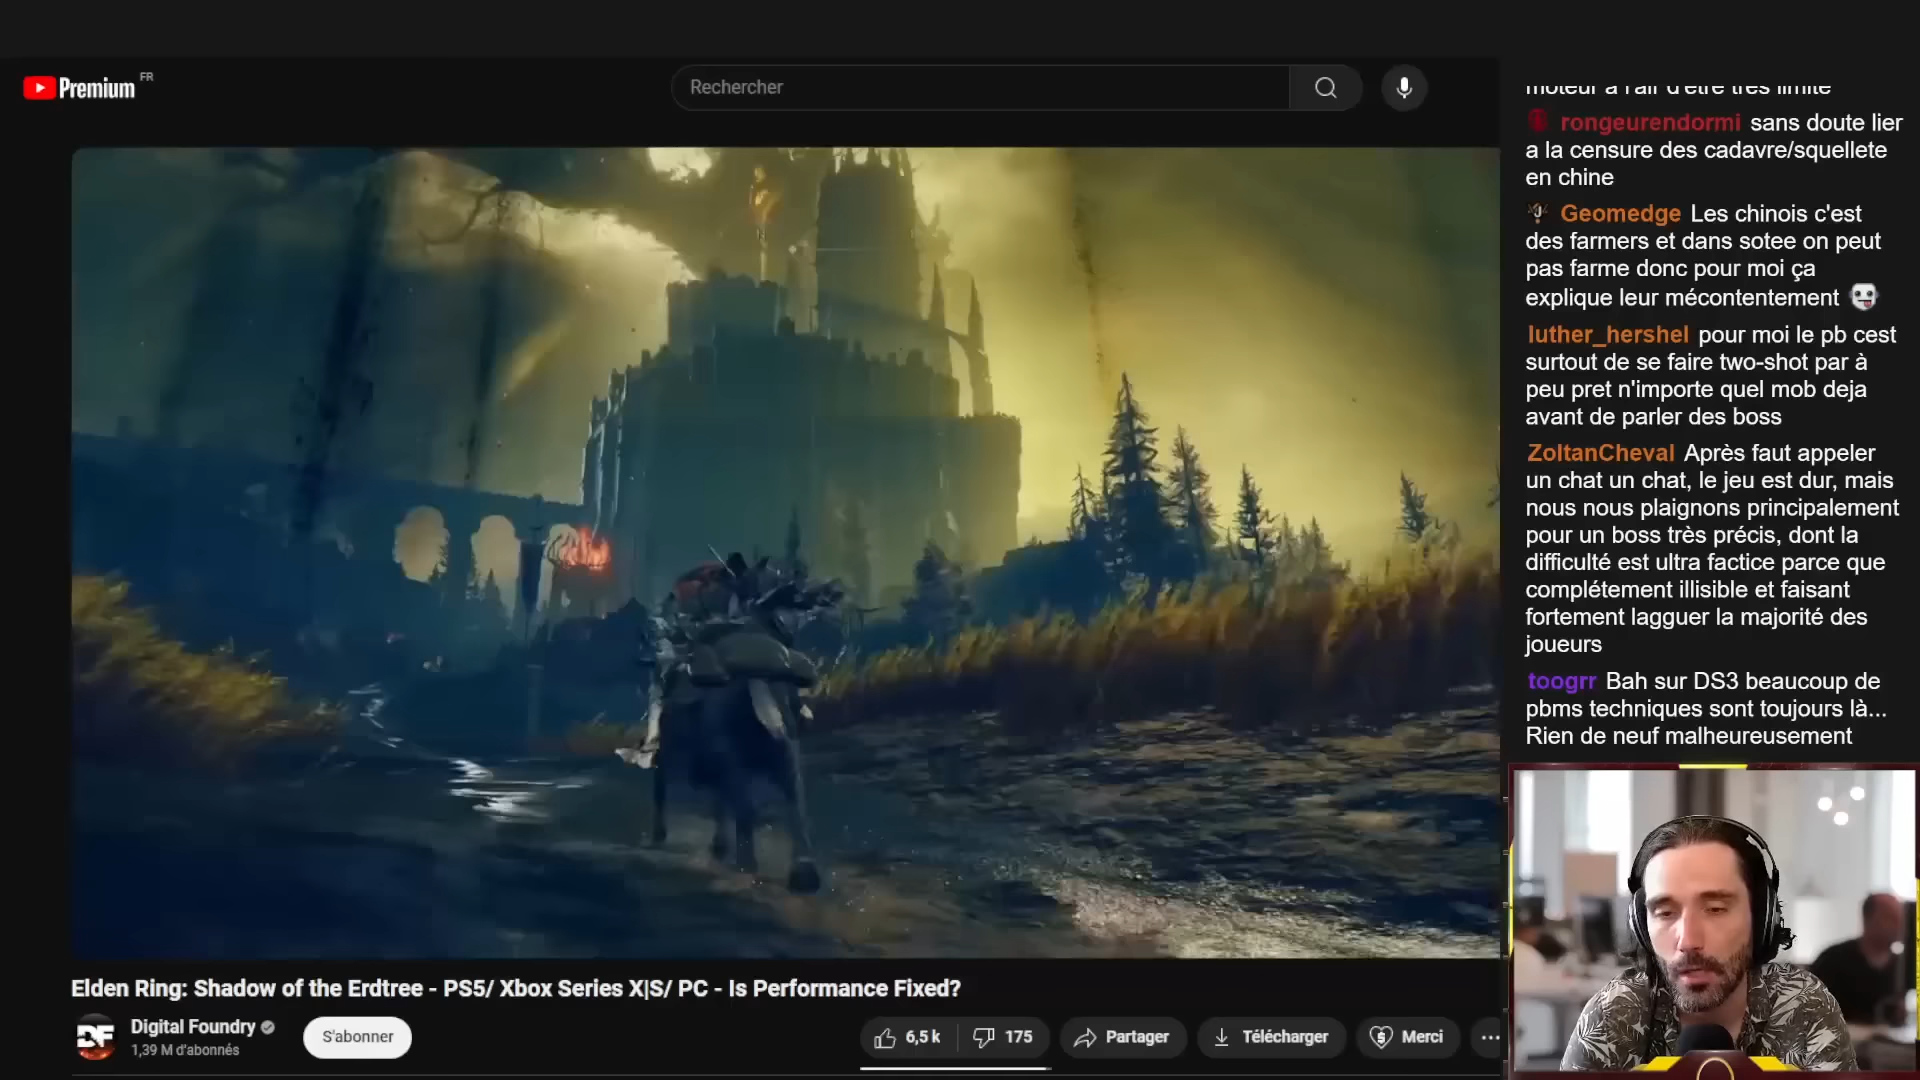 Premium FR
Rechercher
moteur a l'air d'être très limité
rongeurendormi sans doute lier
a la censure des cadavre/squellete
en chine
Geomedge Les chinois c'est
des farmers et dans sotee on peut
pas farme donc pour moi ça
explique leur mécontentement
luther_hershel pour moi le pb cest
surtout de se faire two-shot par à
peu pret n'importe quel mob deja
avant de parler des boss
ZoltanCheval Après faut appeler
un chat un chat, le jeu est dur, mais
nous nous plaignons principalement
pour un boss très précis, dont la
difficulté est ultra factice parce que
complétement illisible et faisant
fortement lagguer la majorité des
joueurs
toogrr Bah sur DS3 beaucoup de
pbms techniques sont toujours là...
Rien de neuf malheureusement
Elden Ring: Shadow of the Erdtree - PS5/ Xbox Series X|S/ PC - Is Performance Fixed?
DF
Digital Foundry
1,39 M d'abonnés
S'abonner
6,5 k
175
Partager
Télécharger
Merci